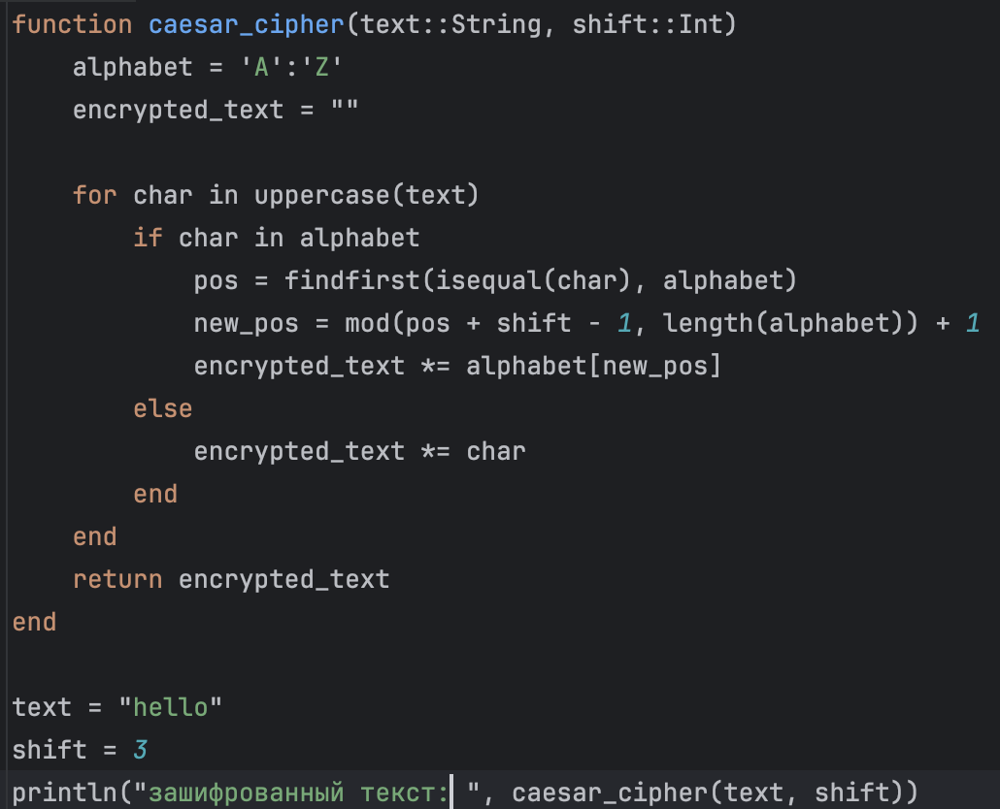 function caesar_cipher(text::String, shift::Int)
    alphabet = 'A':'Z'
    encrypted_text = ""

    for char in uppercase(text)
        if char in alphabet
            pos = findfirst(isequal(char), alphabet)
            new_pos = mod(pos + shift - 1, length(alphabet)) + 1
            encrypted_text *= alphabet[new_pos]
        else
            encrypted_text *= char
        end
    end
    return encrypted_text
end

text = "hello"
shift = 3
println("зашифрованный текст: ", caesar_cipher(text, shift))